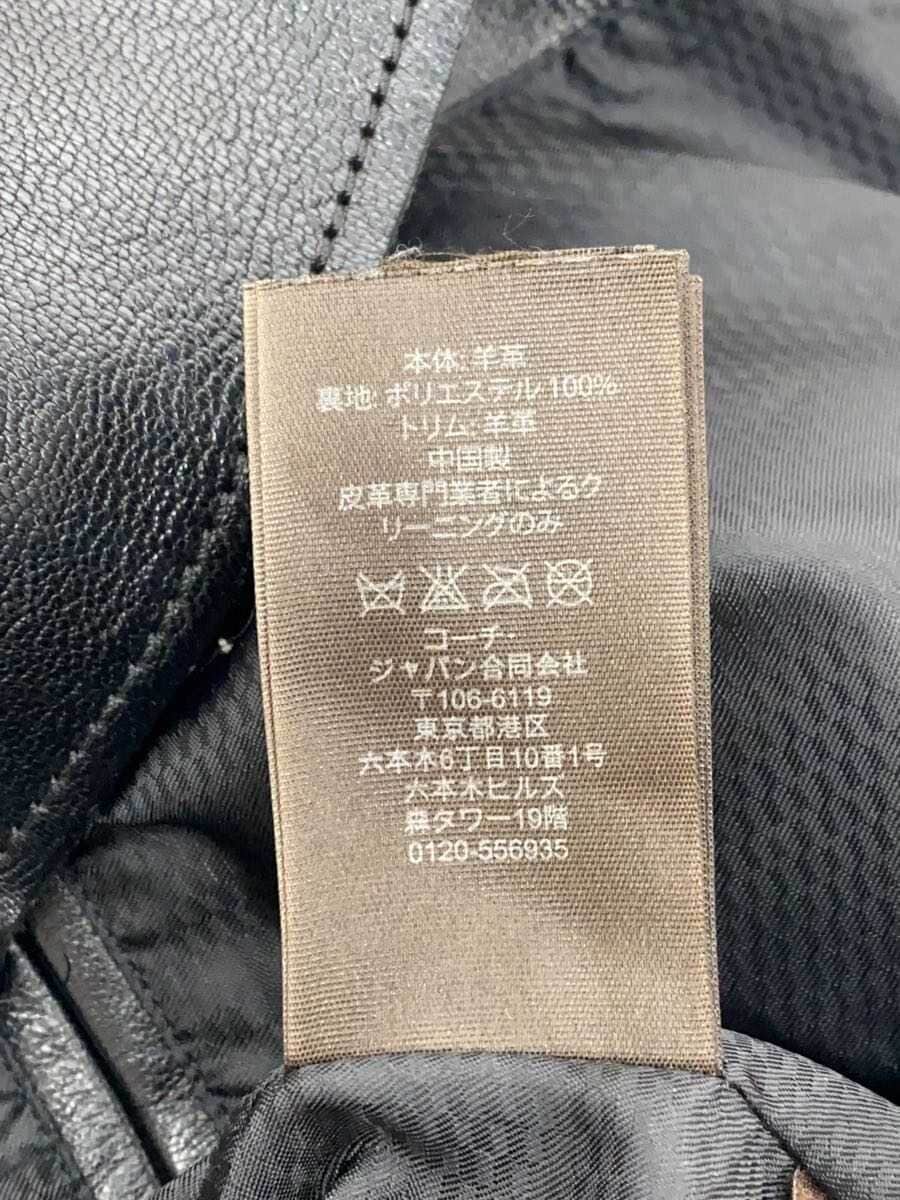 本体: 羊革
裏地: ポリエステル 100%
トリム: 羊革
中国製
皮革専門業者によるク
リーニングのみ
コーチ・
ジャパン合同会社
〒106-6119
東京都港区
六本木6丁目10番1号
六本木ヒルズ
森タワー19階
0120-556935